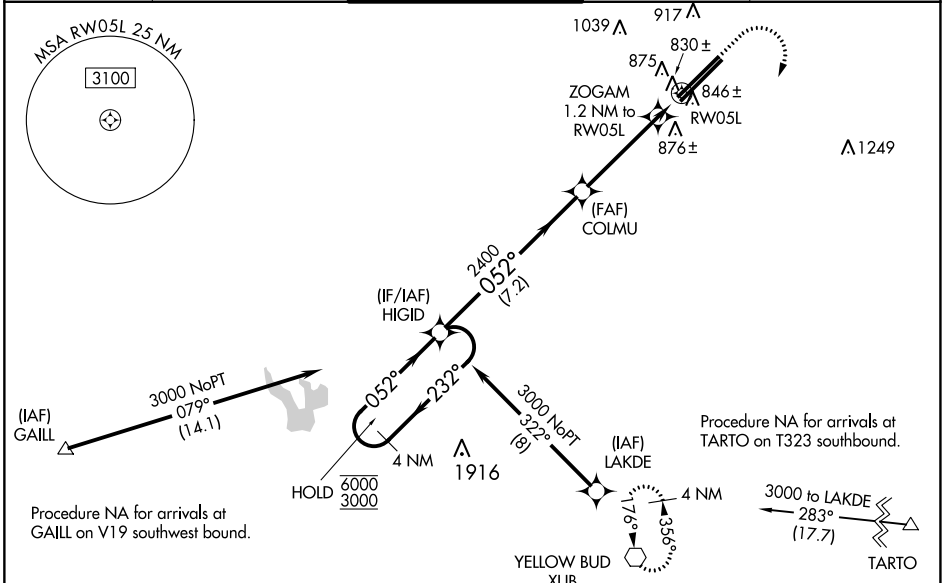 MSA RW05L 25 NM
3100
1039
917
830±
875
846±
ZOGAM
1.2 NM to
RW05L
RW05L
876±
1249
(FAF)
COLMU
2400
052°
(7.2)
(IF/IAF)
HIGID
052°
232°
3000 NoPT
079°
(14.1)
(IAF)
GAILL
3000 NoPT
322°
(8)
Procedure NA for arrivals at
TARTO on T323 southbound.
(IAF)
LAKDE
4 NM
1916
HOLD
6000
3000
4 NM
176°
356°
3000 to LAKDE
283°
(17.7)
TARTO
Procedure NA for arrivals at
GAILL on V19 southwest bound.
YELLOW BUD
XUB